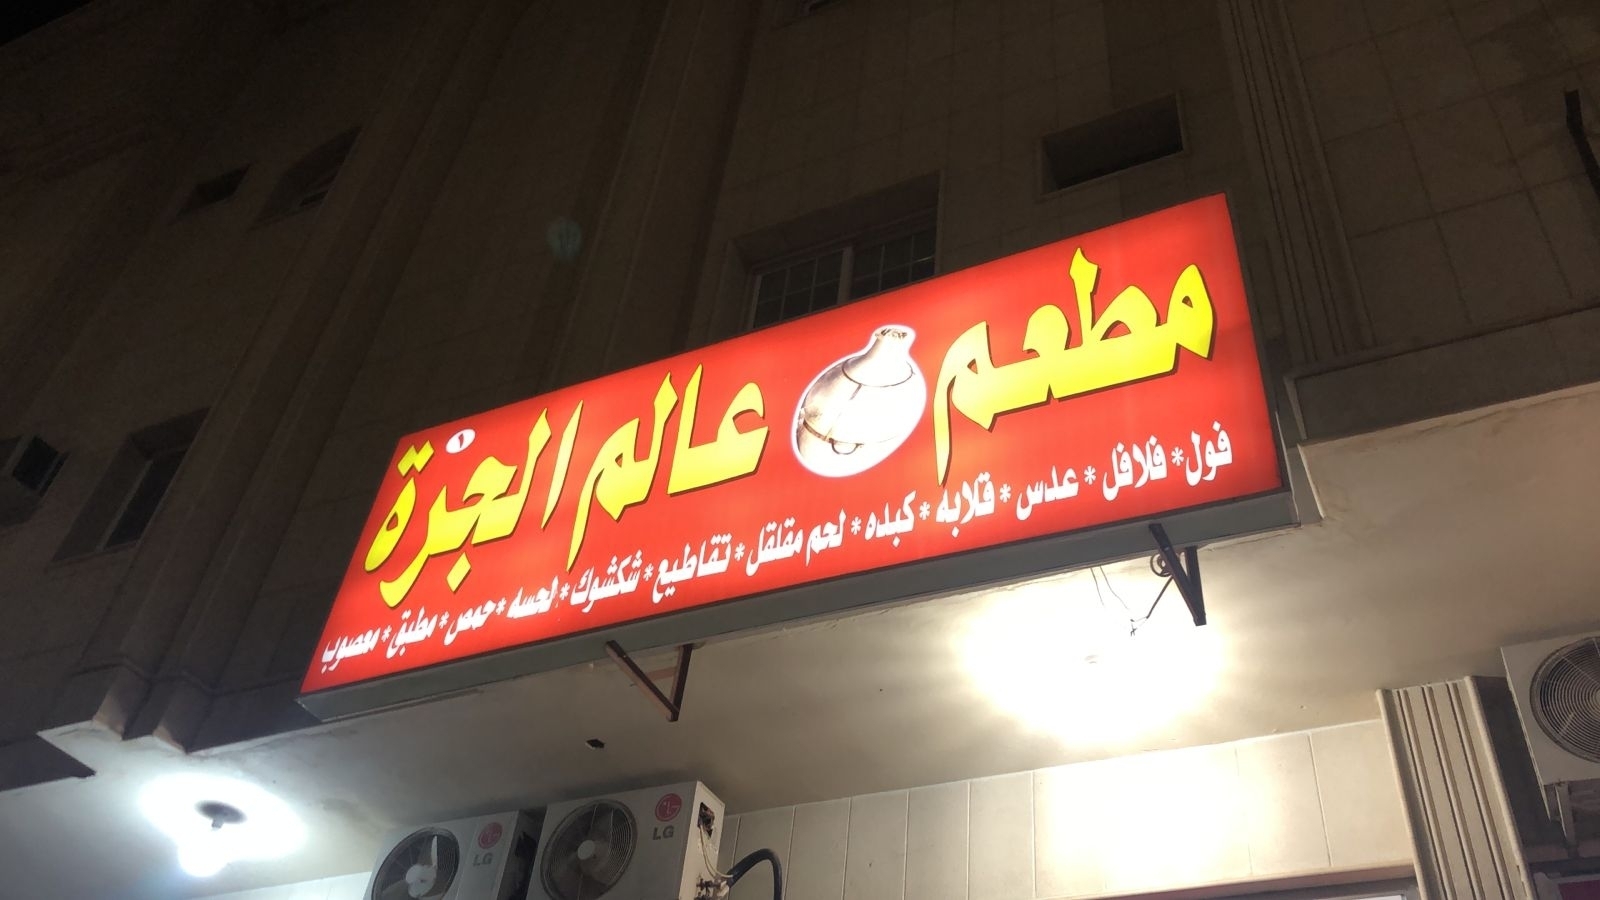 مطعم عالم الجرة ١
فول * فلافل * عدس * قلابه * كبده * لحم مقلقل * تقاطيع * شكشوك * لحسه * حمص * مطبق * معصوب
LG
LG